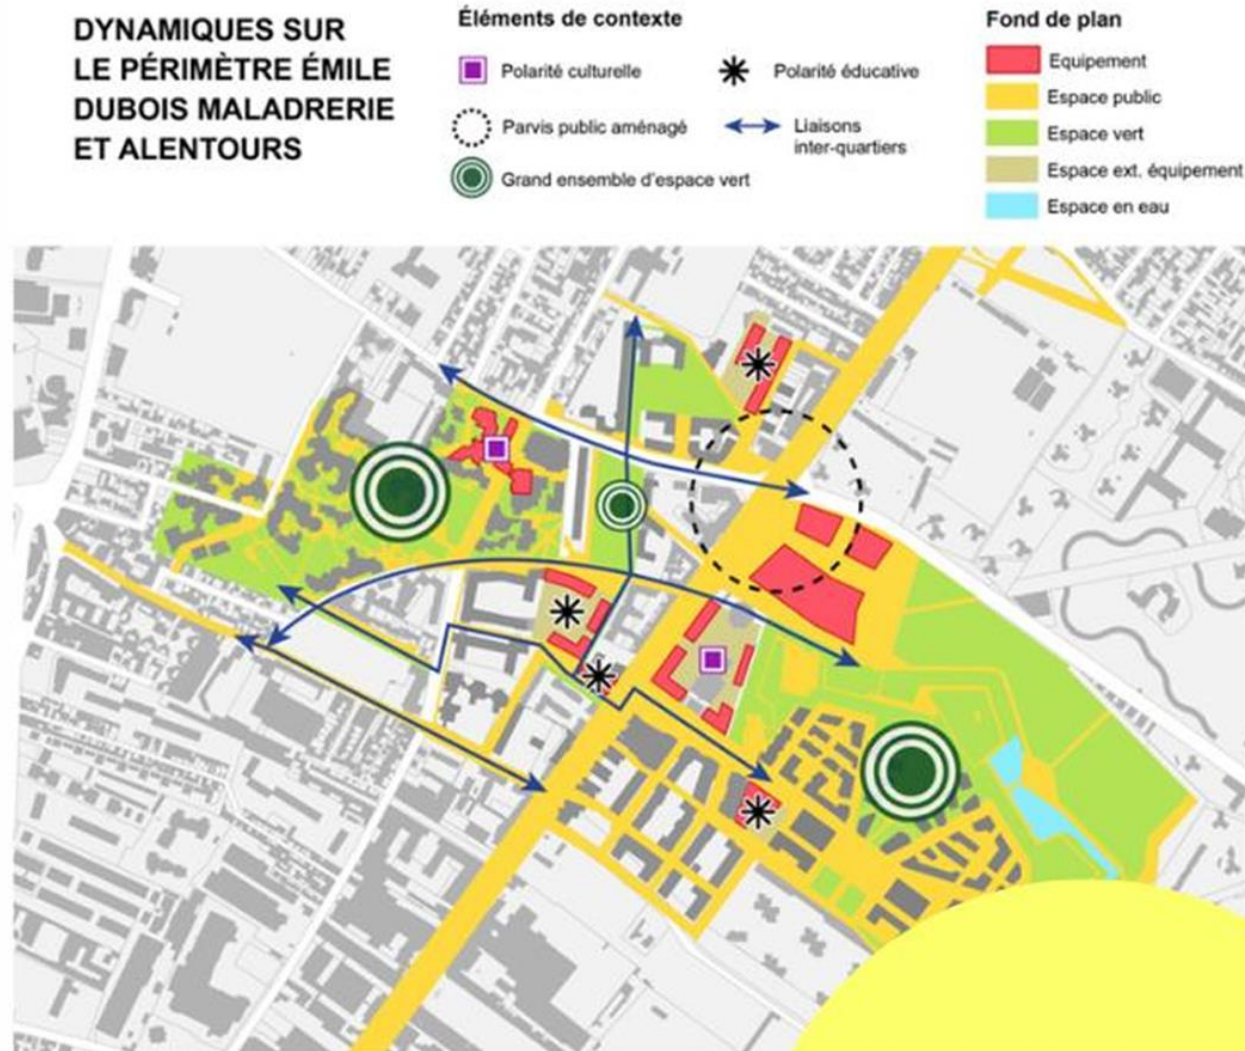 DYNAMIQUES SUR
LE PÉRIMÈTRE ÉMILE
DUBOIS MALADRERIE
ET ALENTOURS
Éléments de contexte
Polarité culturelle
Polarité éducative
Parvis public aménagé
Liaisons
inter-quartiers
Grand ensemble d'espace vert
Fond de plan
Equipement
Espace public
Espace vert
Espace ext. équipement
Espace en eau